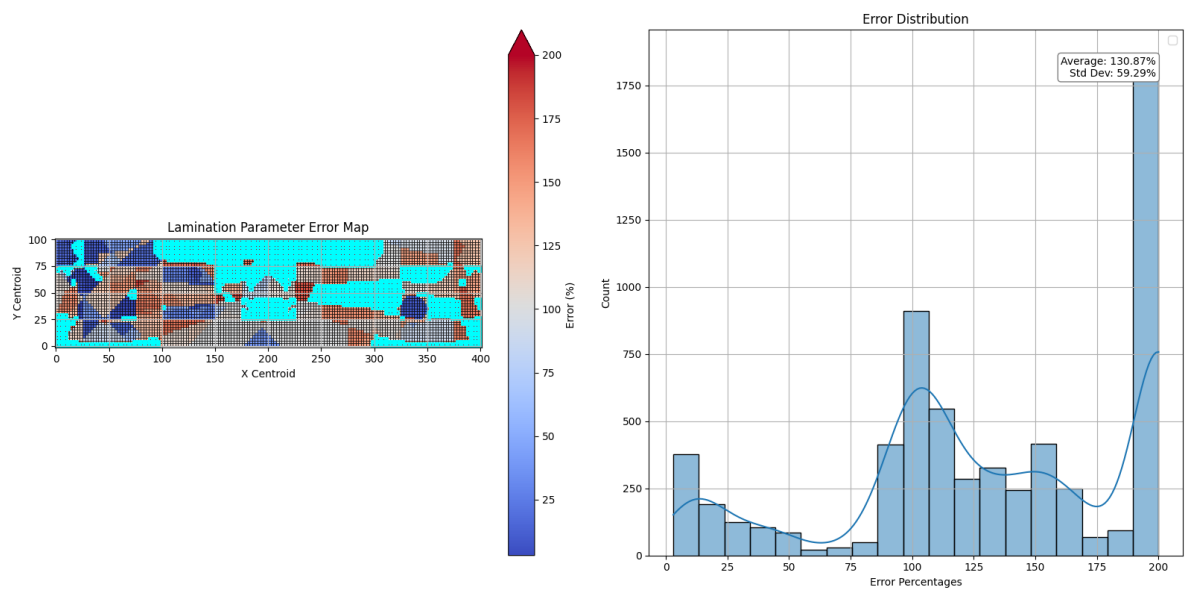 Lamination Parameter Error Map
100
75
50
25
0
Y Centroid
0 50 100 150 200 250 300 350 400
X Centroid
200
175
150
125
100
75
50
25
Error (%)
Error Distribution
Average: 130.87%
Std Dev: 59.29%
1750
1500
1250
1000
750
500
250
0
Count
0 25 50 75 100 125 150 175 200
Error Percentages